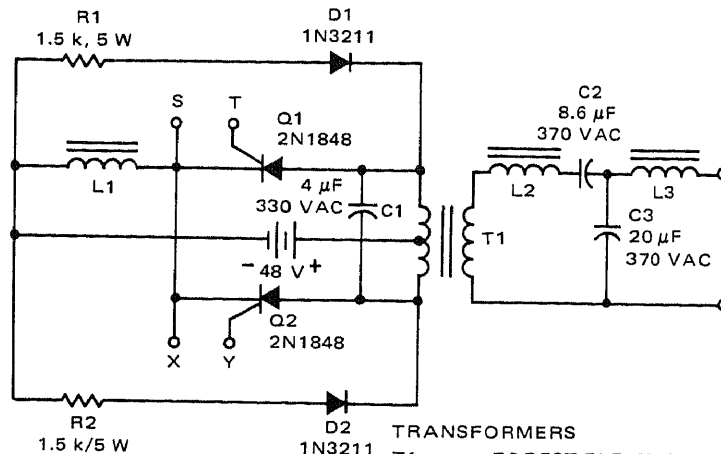 R1
1.5 k, 5 W
D1
1N3211
S
T
Q1
2N1848
C2
8.6 µF
370 VAC
L1
4 µF
330 VAC
C1
L2
L3
T1
C3
20 µF
370 VAC
− 48 V +
Q2
2N1848
X
Y
R2
1.5 k/5 W
D2
1N3211
TRANSFORMERS